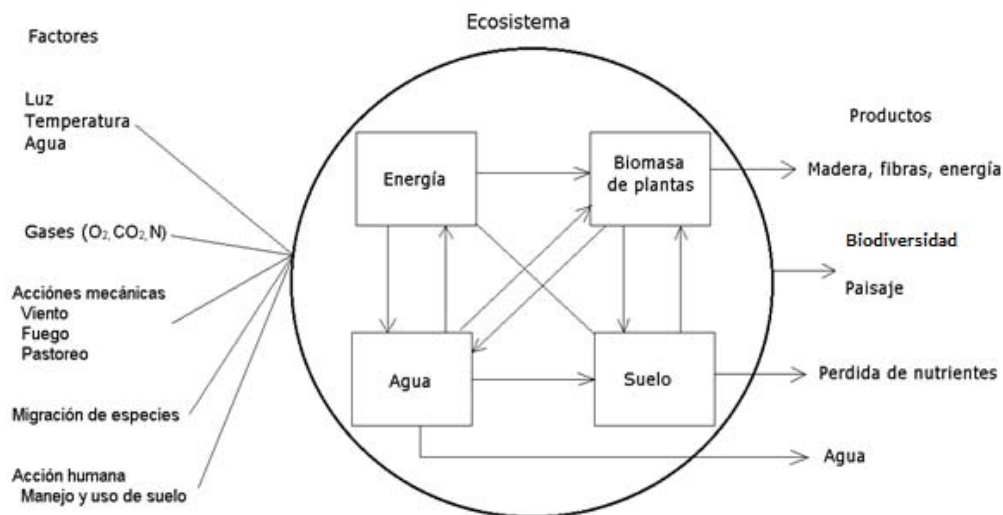 Ecosistema
Factores
Luz
Temperatura
Agua
Gases (O2, CO2, N)
Acciónes mecánicas
Viento
Fuego
Pastoreo
Migración de especies
Acción humana
Manejo y uso de suelo
Energía
Biomasa
de plantas
Agua
Suelo
Productos
Madera, fibras, energía
Biodiversidad
Paisaje
Perdida de nutrientes
Agua